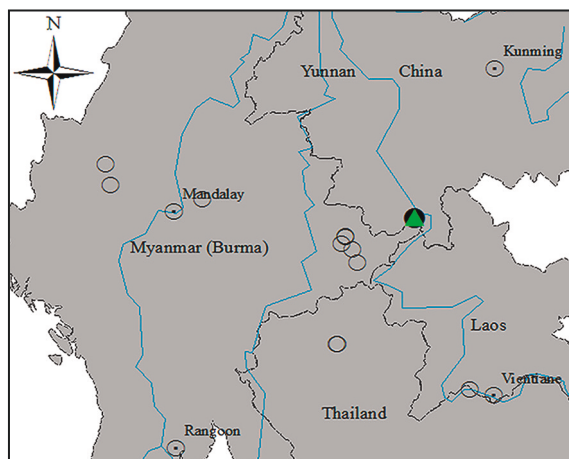 N
Kunming
Yunnan
China
Mandalay
Myanmar (Burma)
Laos
Vientiane
Thailand
Rangoon